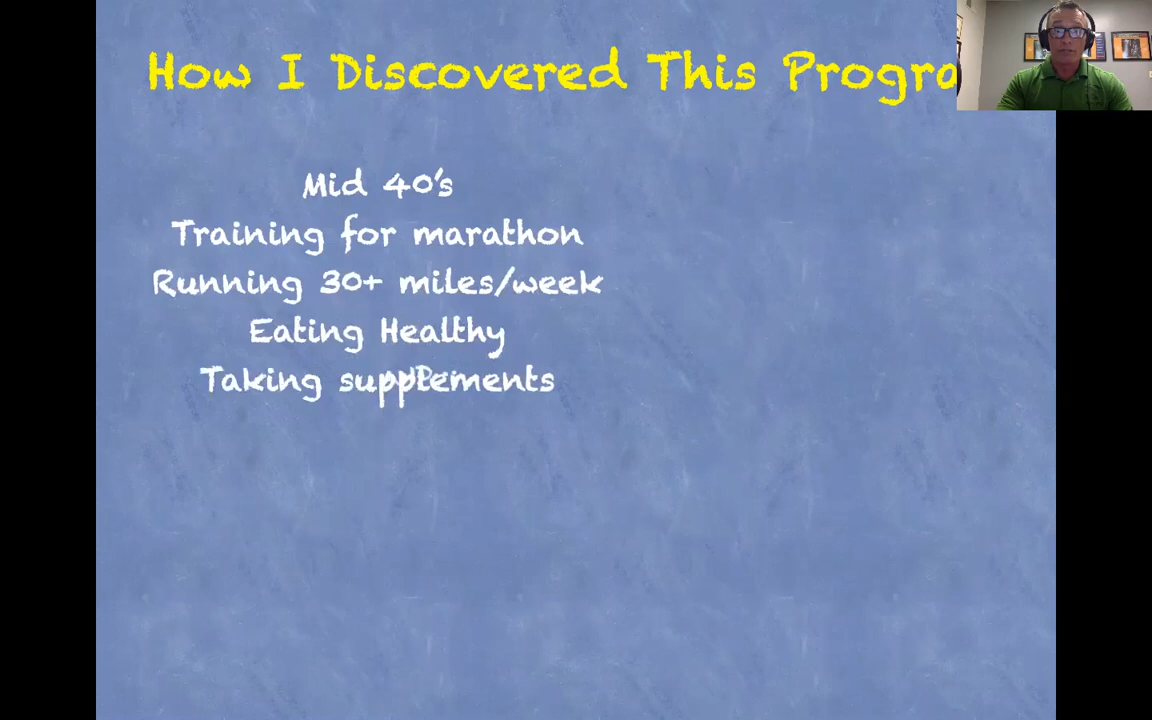 How I Discovered This Progra
Mid 40's
Training for marathon
Running 30+ miles/week
Eating Healthy
Taking supplements